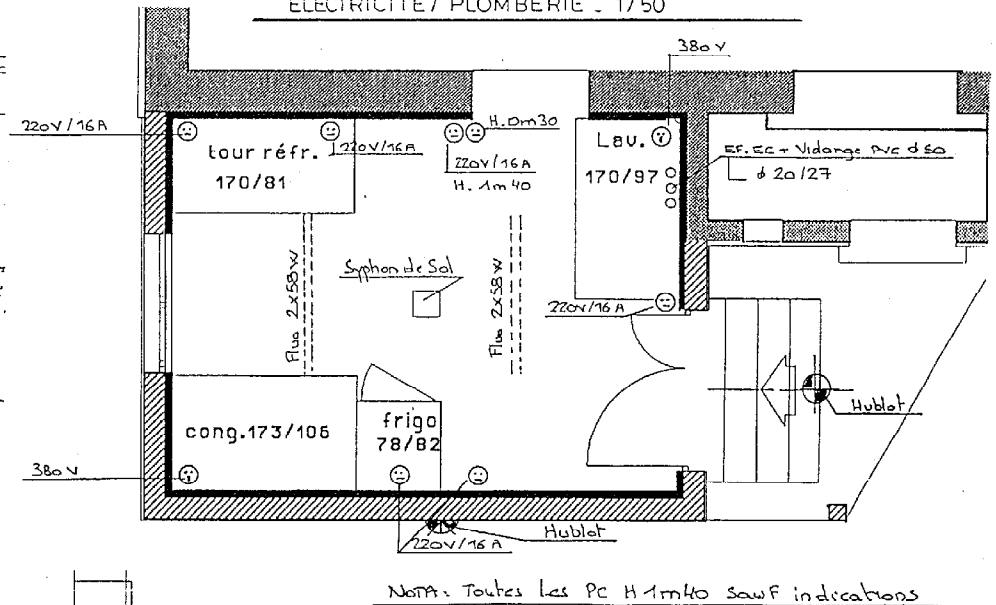 ELECTRICITE / PLOMBERIE - 1/50
380 V
220V/16A
H. 0m30
Lav.
tour réfr.
220V/16A
220V/16A
EF. EC + Vidange PVC d 50
170/81
H. 1m40
170/97
ɸ 20/27
Fluo 2x58W
Syphon de Sol
Fluo 2x58W
220V/16A
Hublot
cong.173/106
frigo
78/82
380 V
Hublot
220V/16A
NOTA: Toutes Les PC H 1m40 sauf indications